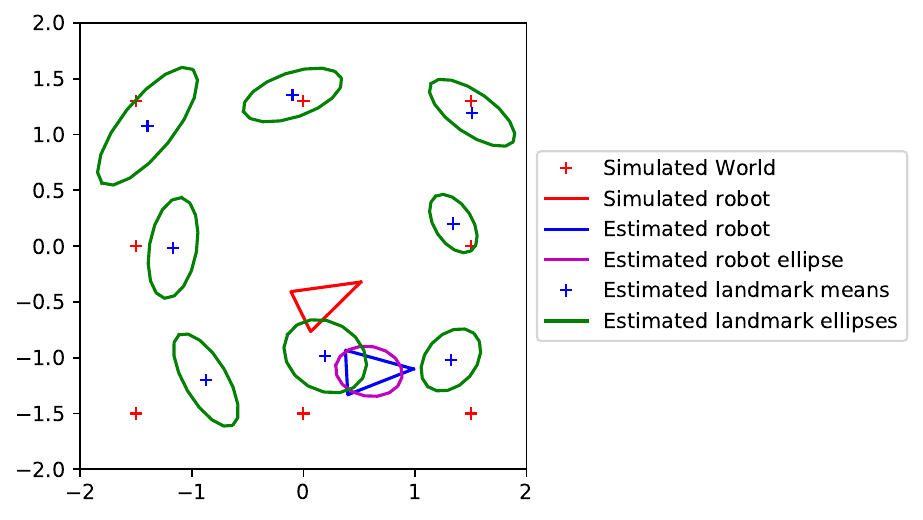 2.0
1.5
1.0
0.5
0.0
−0.5
−1.0
−1.5
−2.0
−2
−1
0
1
2
Simulated World
Simulated robot
Estimated robot
Estimated robot ellipse
Estimated landmark means
Estimated landmark ellipses